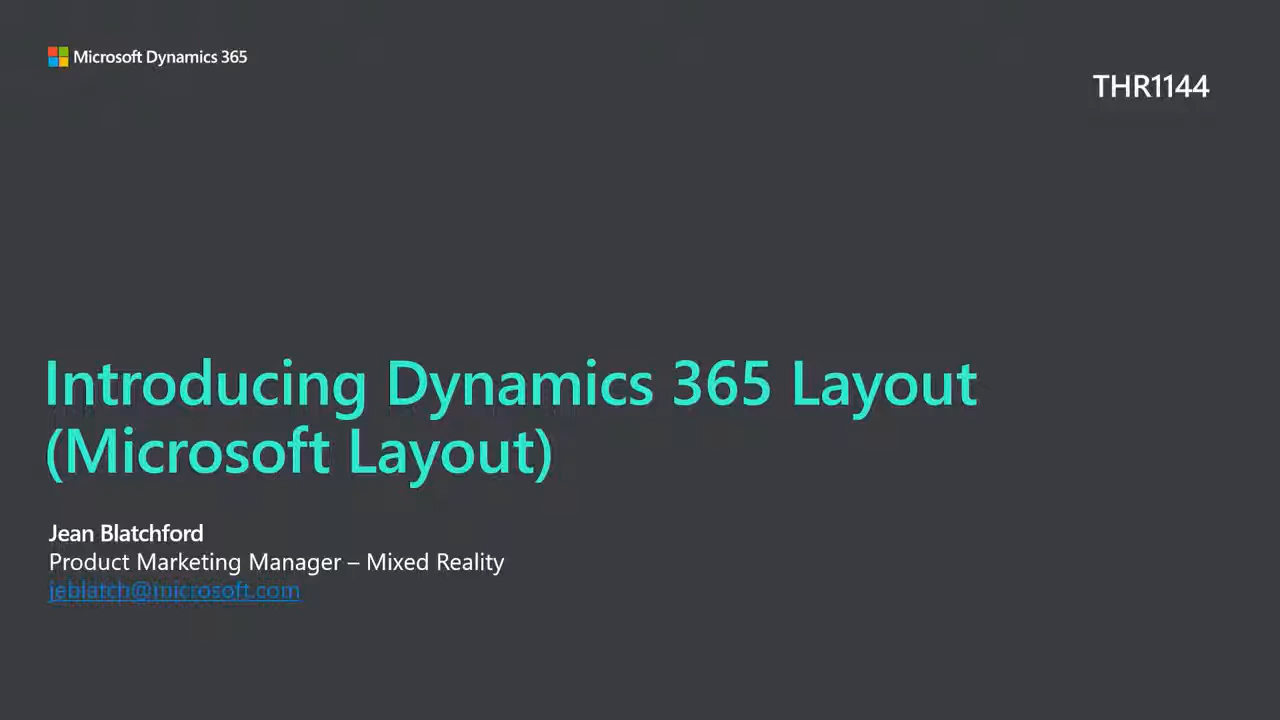 Microsoft Dynamics 365
THR1144
Introducing Dynamics 365 Layout
(Microsoft Layout)
Jean Blatchford
Product Marketing Manager – Mixed Reality
jeblatch@microsoft.com